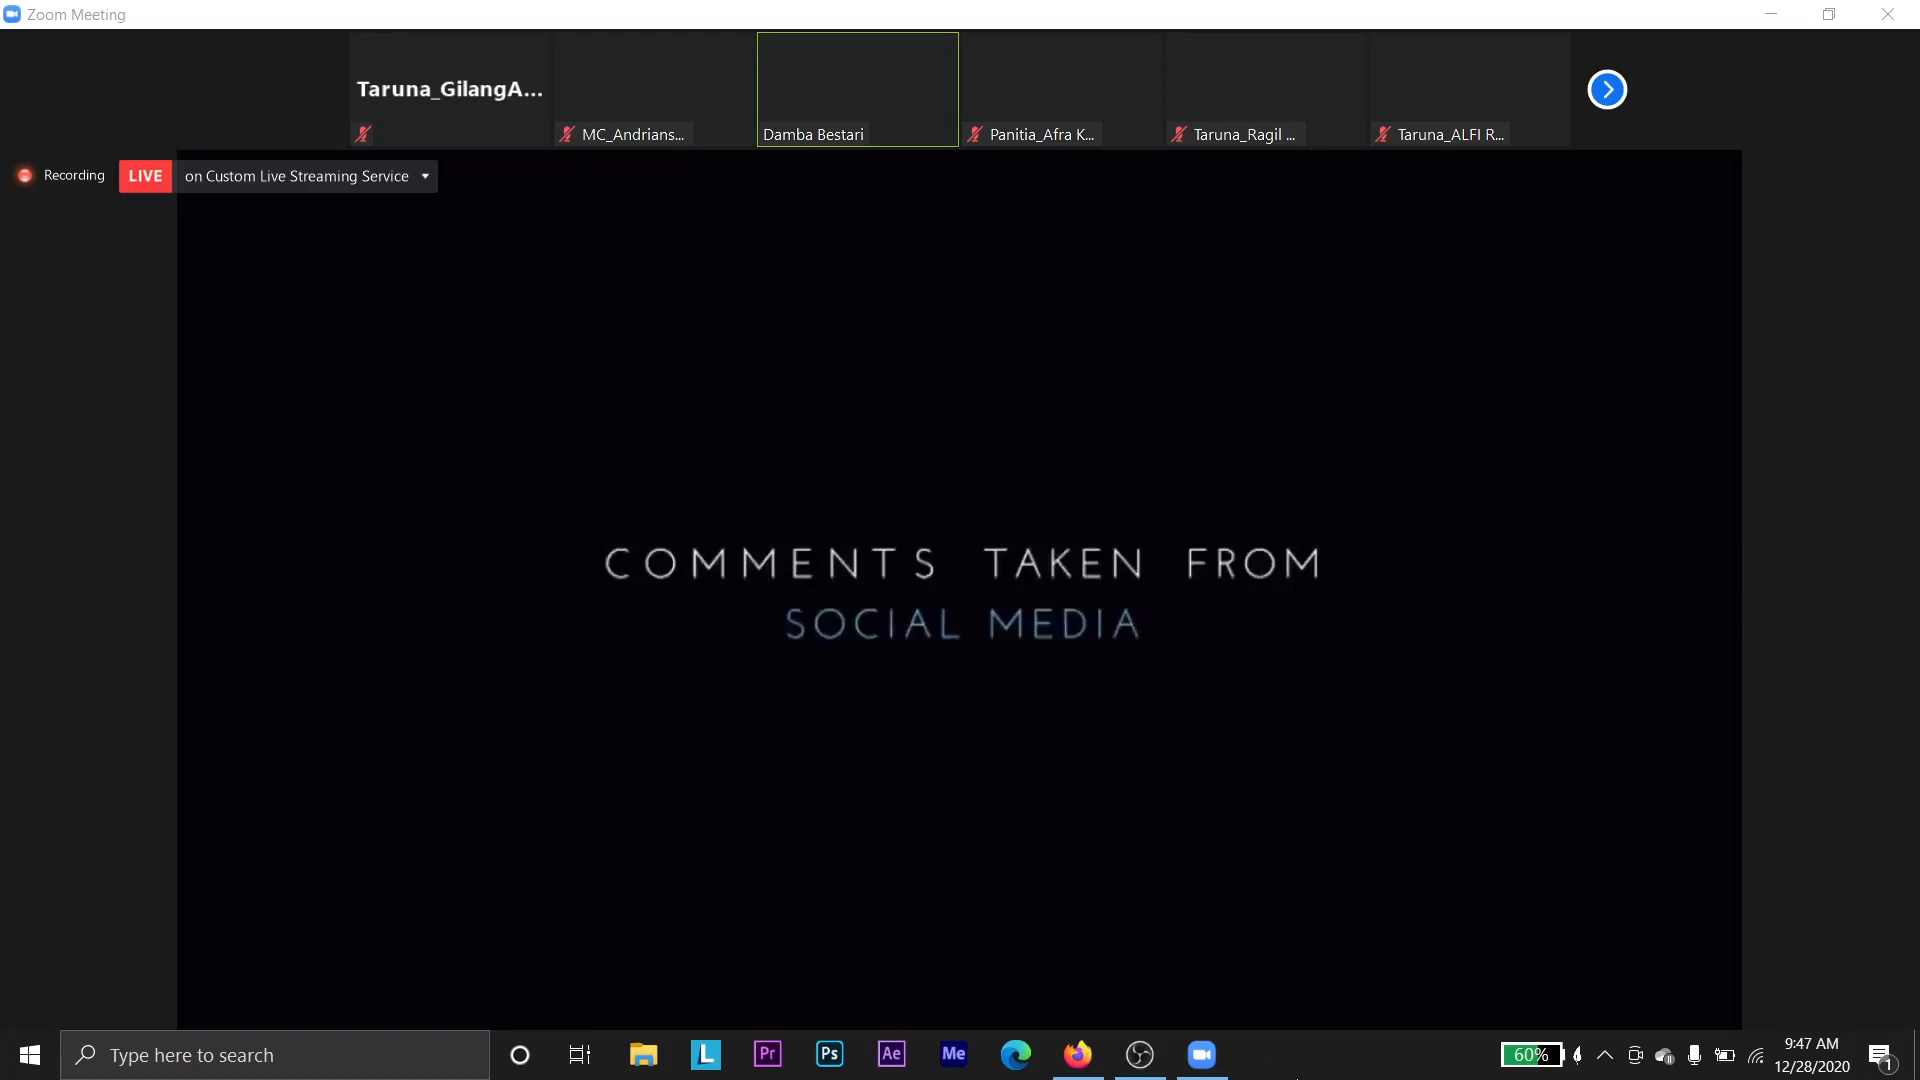 Zoom Meeting
Taruna_GilangA...
MC_Andrians...
Damba Bestari
Panitia_Afra K...
Taruna_Ragil ...
Taruna_ALFI R...
Recording
LIVE
on Custom Live Streaming Service
COMMENTS TAKEN FROM
SOCIAL MEDIA
Type here to search
L
Pr
Ps
Ae
Me
60%
9:47 AM
12/28/2020
1